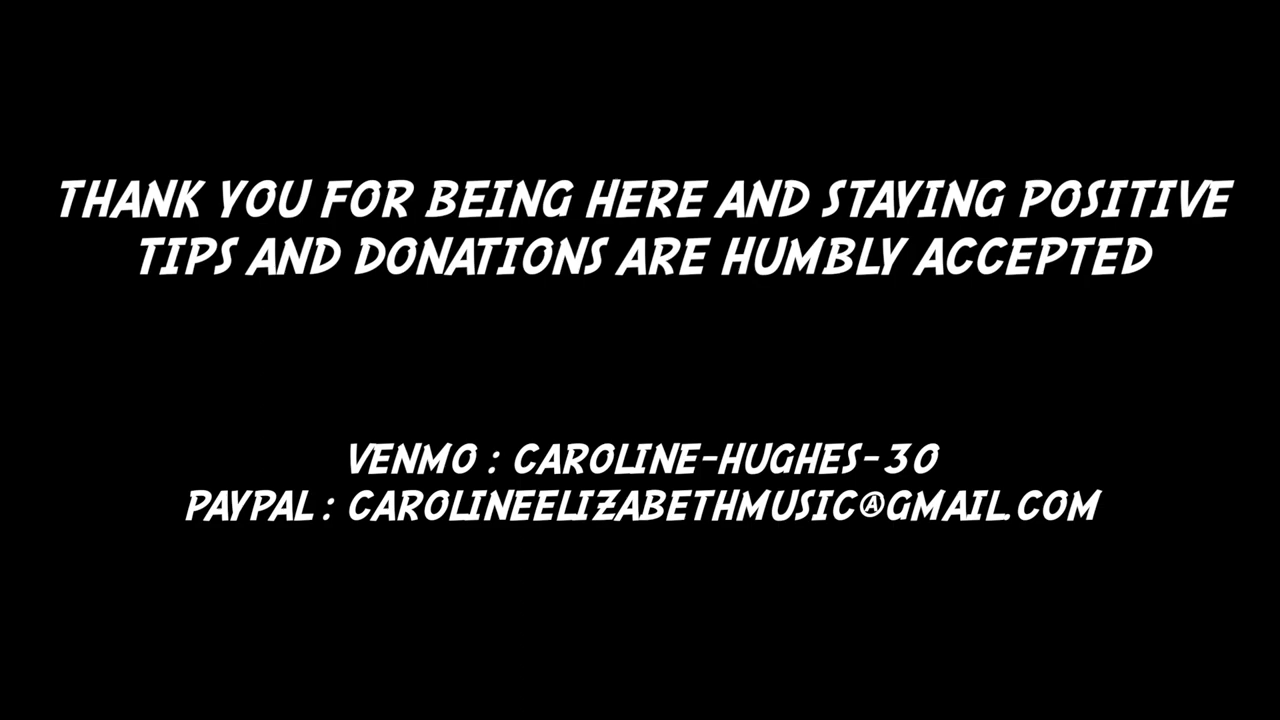 THANK YOU FOR BEING HERE AND STAYING POSITIVE
TIPS AND DONATIONS ARE HUMBLY ACCEPTED
VENMO : CAROLINE-HUGHES-30
PAYPAL : CAROLINEELIZABETHMUSIC@GMAIL.COM